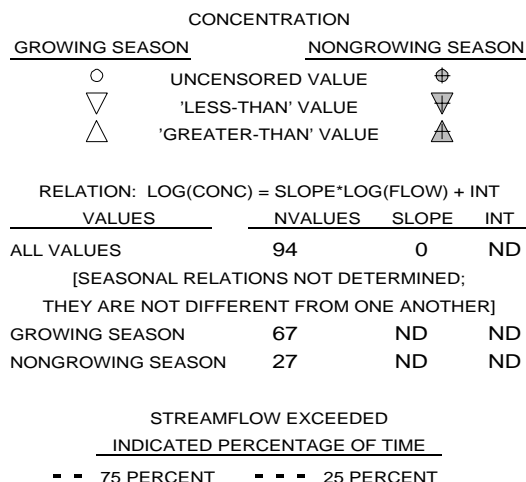 CONCENTRATION
GROWING SEASON NONGROWING SEASON
UNCENSORED VALUE
'LESS-THAN' VALUE
'GREATER-THAN' VALUE
RELATION: LOG(CONC) = SLOPE*LOG(FLOW) + INT
VALUES NVALUES SLOPE INT
ALL VALUES 94 0 ND
[SEASONAL RELATIONS NOT DETERMINED;
THEY ARE NOT DIFFERENT FROM ONE ANOTHER]
GROWING SEASON 67 ND ND
NONGROWING SEASON 27 ND ND
STREAMFLOW EXCEEDED
INDICATED PERCENTAGE OF TIME
75 PERCENT 25 PERCENT